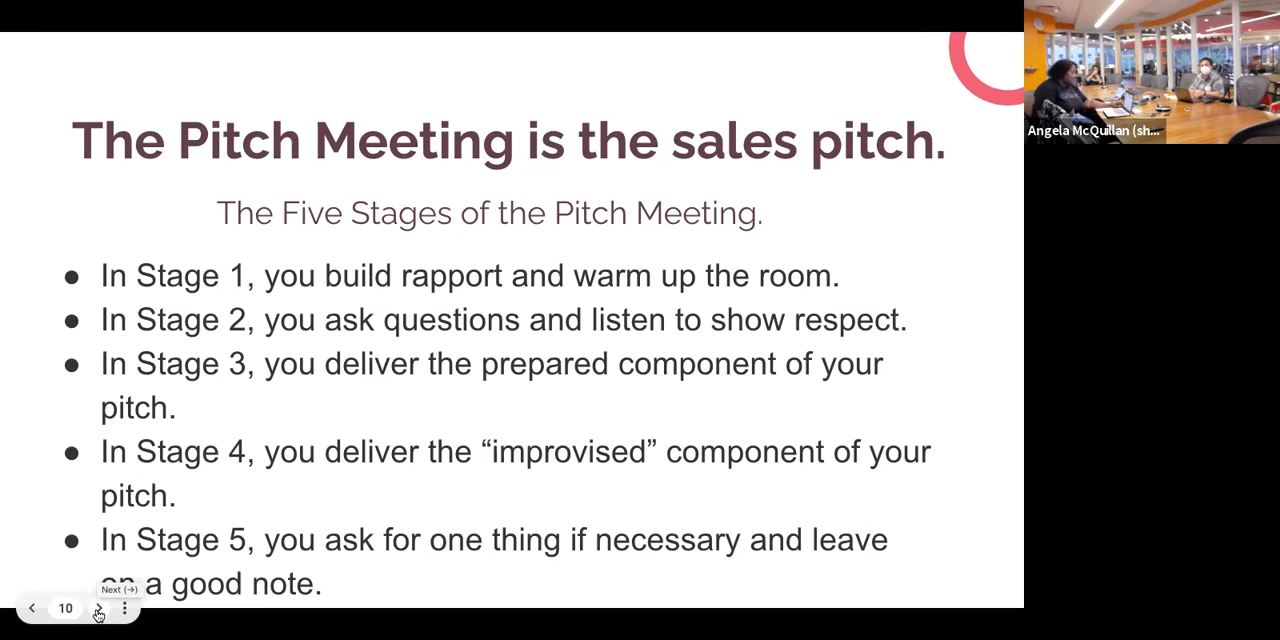 The Pitch Meeting is the sales pitch.
The Five Stages of the Pitch Meeting.
● In Stage 1, you build rapport and warm up the room.
● In Stage 2, you ask questions and listen to show respect.
● In Stage 3, you deliver the prepared component of your
pitch.
● In Stage 4, you deliver the “improvised” component of your
pitch.
● In Stage 5, you ask for one thing if necessary and leave
on a good note.
Next (→)
10
Angela McQuillan (sh...